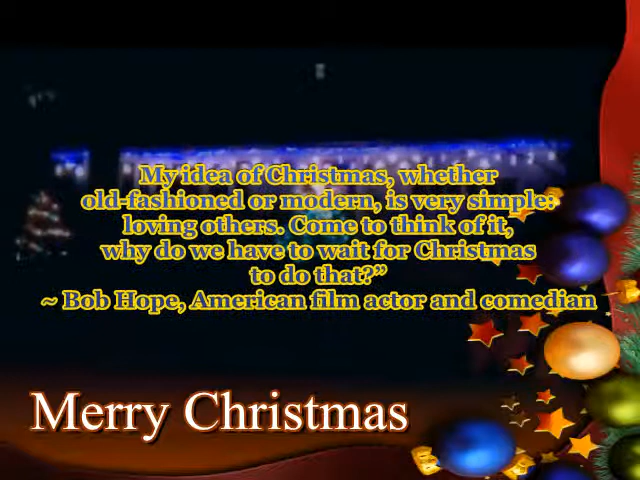 My idea of Christmas, whether
old-fashioned or modern, is very simple:
loving others. Come to think of it,
why do we have to wait for Christmas
to do that?”
~ Bob Hope, American film actor and comedian
Merry Christmas